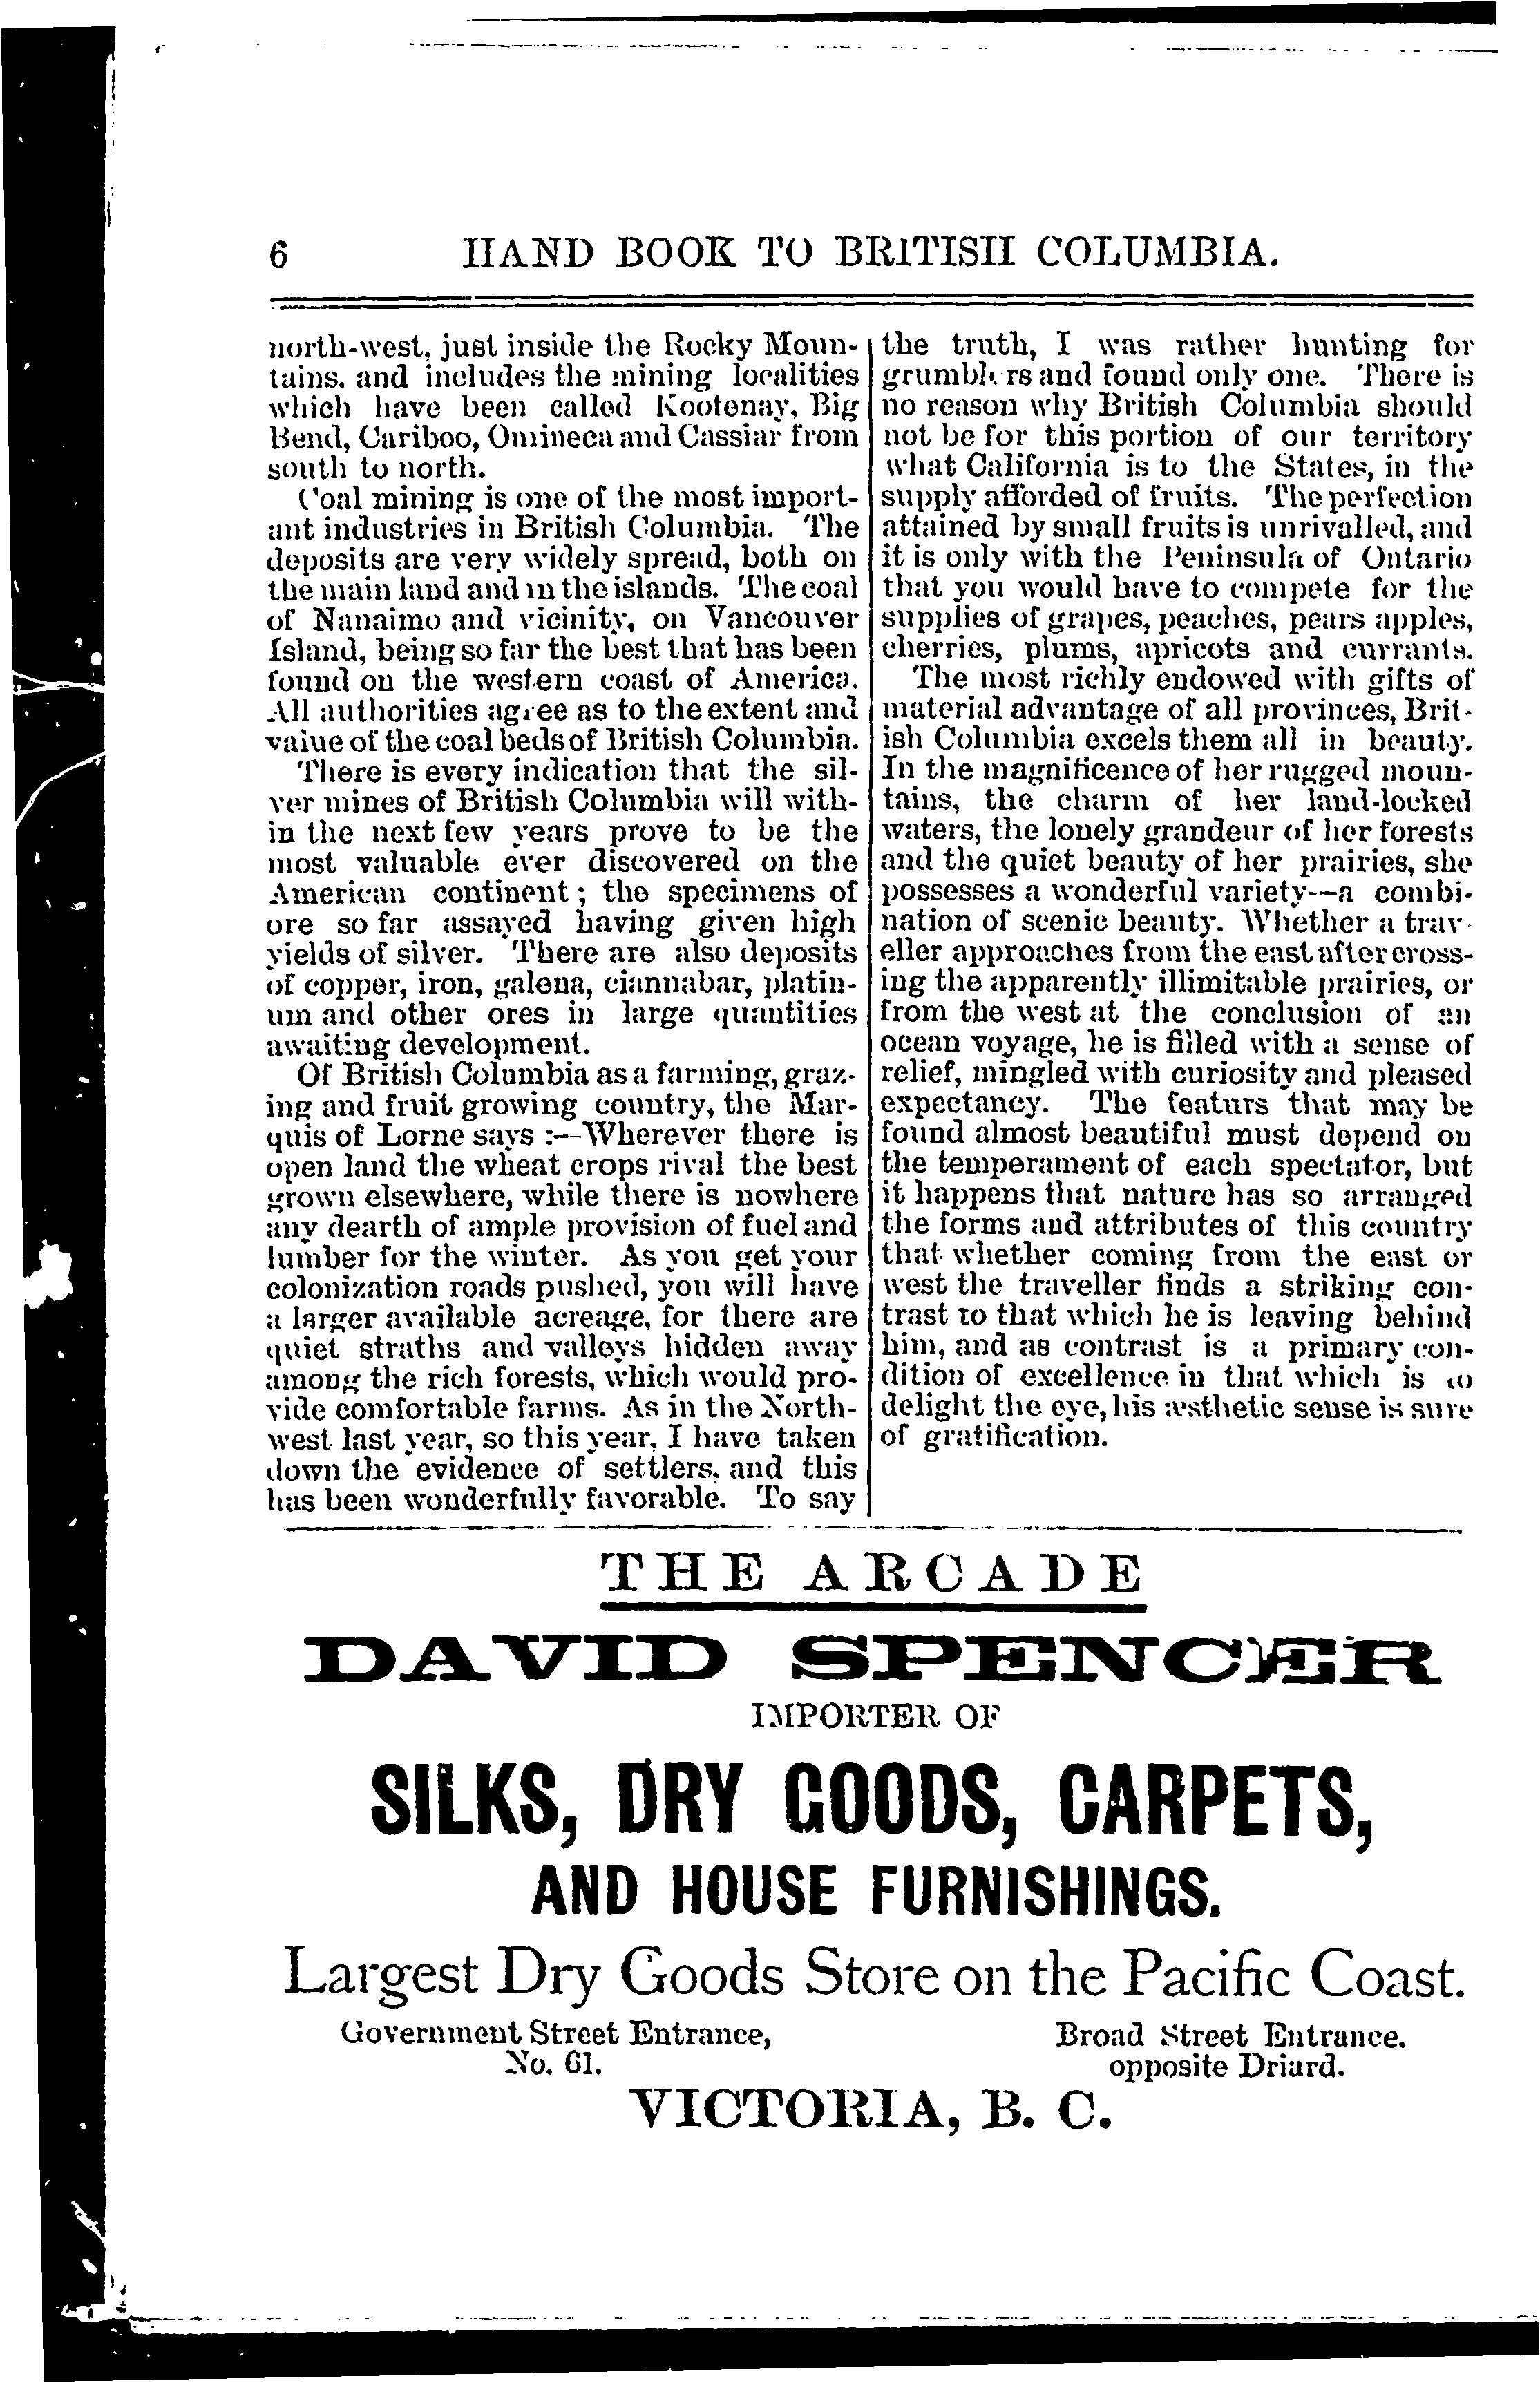 6 HAND BOOK TO BRITISH COLUMBIA.
north-west, just inside the Rocky Moun-
tains, and includes the mining localities
which have been called Kootenay, Big
Bend, Cariboo, Omineca and Cassiar from
south to north.
Coal mining is one of the most import-
ant industries in British Columbia. The
deposits are very widely spread, both on
the main land and in the islands. The coal
of Nanaimo and vicinity, on Vancouver
Island, being so far the best that has been
found on the western coast of America.
All authorities agree as to the extent and
value of the coal beds of British Columbia.
There is every indication that the sil-
ver mines of British Columbia will with-
in the next few years prove to be the
most valuable ever discovered on the
American continent; the specimens of
ore so far assayed having given high
yields of silver. There are also deposits
of copper, iron, galena, ciannabar, platin-
um and other ores in large quantities
awaiting development.
Of British Columbia as a farming, graz-
ing and fruit growing country, the Mar-
quis of Lorne says :—Wherever there is
open land the wheat crops rival the best
grown elsewhere, while there is nowhere
any dearth of ample provision of fuel and
lumber for the winter. As you get your
colonization roads pushed, you will have
a larger available acreage, for there are
quiet straths and valleys hidden away
among the rich forests, which would pro-
vide comfortable farms. As in the North-
west last year, so this year, I have taken
down the evidence of settlers, and this
has been wonderfully favorable. To say
the truth, I was rather hunting for
grumblers and found only one. There is
no reason why British Columbia should
not be for this portion of our territory
what California is to the States, in the
supply afforded of fruits. The perfection
attained by small fruits is unrivalled, and
it is only with the Peninsula of Ontario
that you would have to compete for the
supplies of grapes, peaches, pears apples,
cherries, plums, apricots and currants.
The most richly endowed with gifts of
material advantage of all provinces, Brit-
ish Columbia excels them all in beauty.
In the magnificence of her rugged moun-
tains, the charm of her land-locked
waters, the lonely grandeur of her forests
and the quiet beauty of her prairies, she
possesses a wonderful variety—a combi-
nation of scenic beauty. Whether a trav-
eller approaches from the east after cross-
ing the apparently illimitable prairies, or
from the west at the conclusion of an
ocean voyage, he is filled with a sense of
relief, mingled with curiosity and pleased
expectancy. The featurs that may be
found almost beautiful must depend on
the temperament of each spectator, but
it happens that nature has so arranged
the forms and attributes of this country
that whether coming from the east or
west the traveller finds a striking con-
trast to that which he is leaving behind
him, and as contrast is a primary con-
dition of excellence in that which is to
delight the eye, his æsthetic sense is sure
of gratification.
THE ARCADE
DAVID SPENCER
IMPORTER OF
SILKS, DRY GOODS, CARPETS,
AND HOUSE FURNISHINGS.
Largest Dry Goods Store on the Pacific Coast.
Government Street Entrance, Broad Street Entrance.
No. 61. opposite Driard.
VICTORIA, B. C.